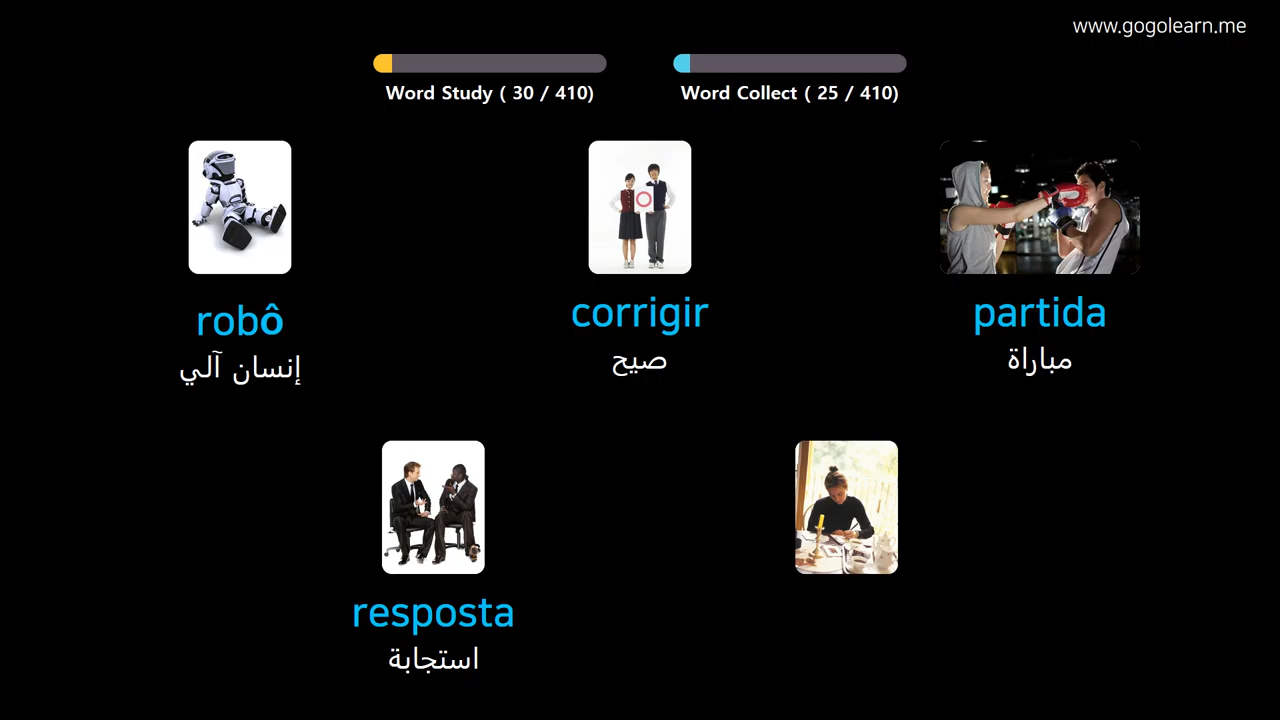 www.gogolearn.me
Word Study ( 30 / 410)
Word Collect ( 25 / 410)
robô
إنسان آلي
corrigir
صيح
partida
مباراة
resposta
استجابة